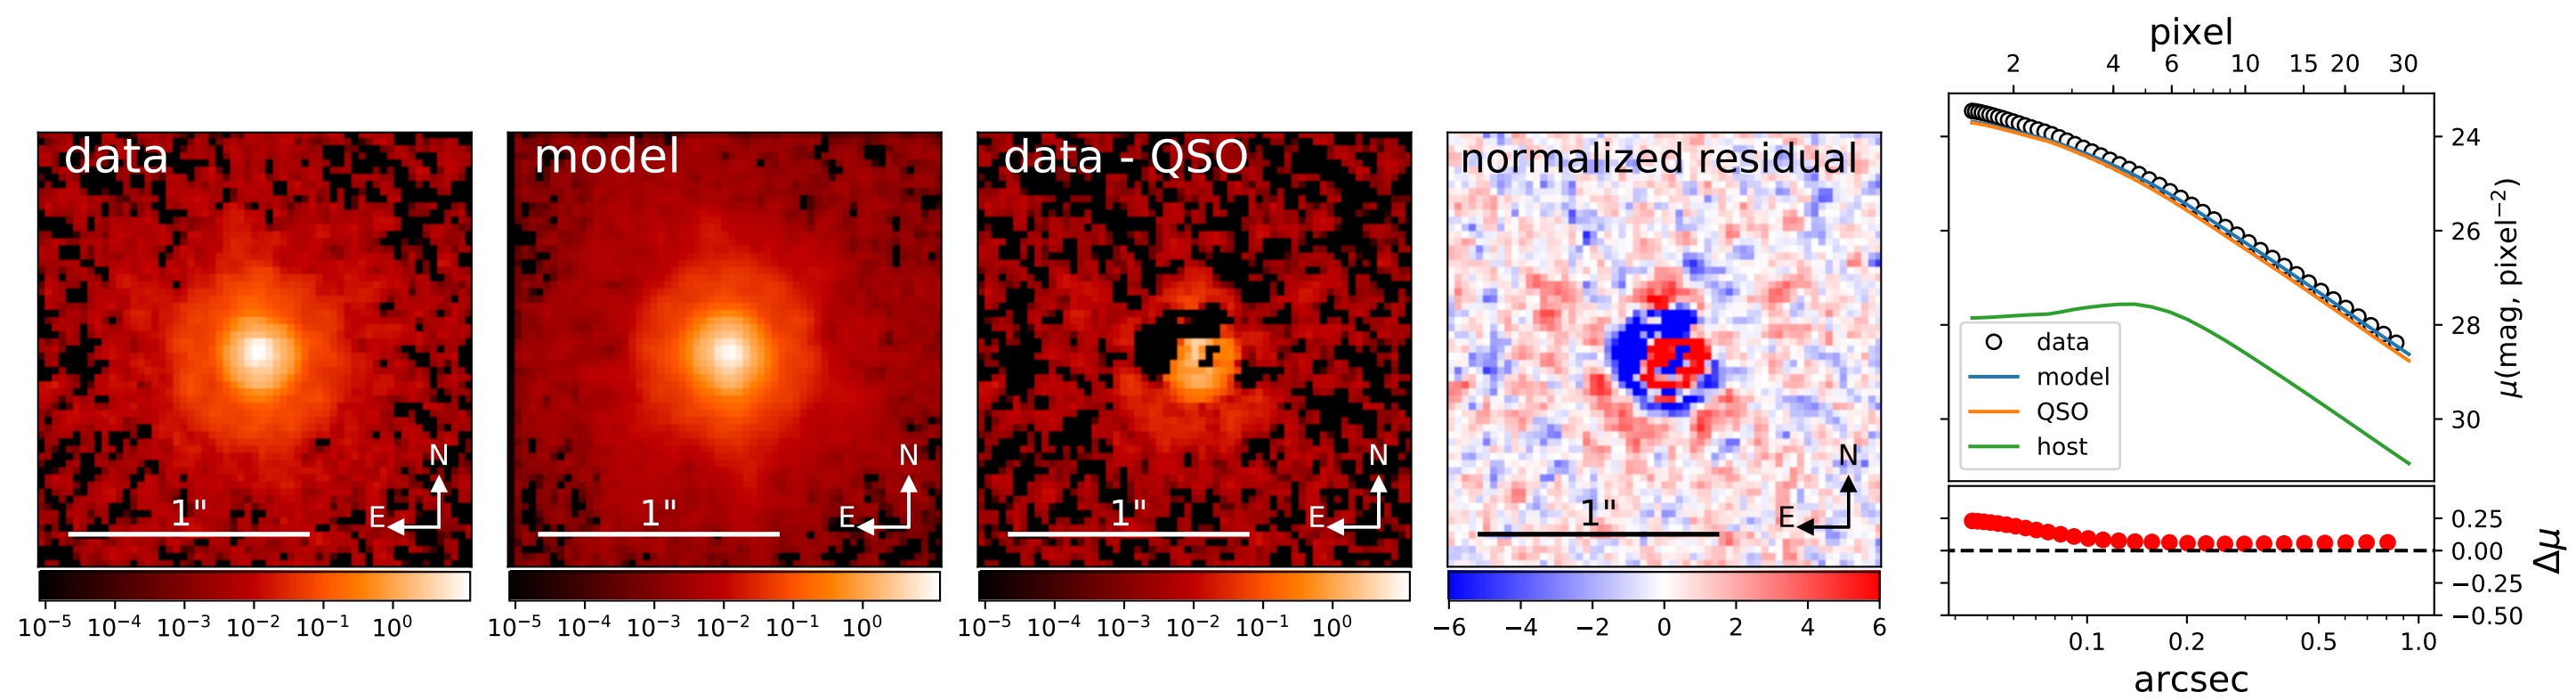 data
N
E
1"
10⁻⁵ 10⁻⁴ 10⁻³ 10⁻² 10⁻¹ 10⁰
model
N
E
1"
10⁻⁵ 10⁻⁴ 10⁻³ 10⁻² 10⁻¹ 10⁰
data - QSO
N
E
1"
10⁻⁵ 10⁻⁴ 10⁻³ 10⁻² 10⁻¹ 10⁰
normalized residual
N
E
1"
−6 −4 −2 0 2 4 6
pixel
2 4 6 10 15 20 30
24
26
28
30
μ(mag, pixel⁻²)
data
model
QSO
host
0.25
0.00
−0.25
−0.50
Δμ
0.1 0.2 0.5 1.0
arcsec